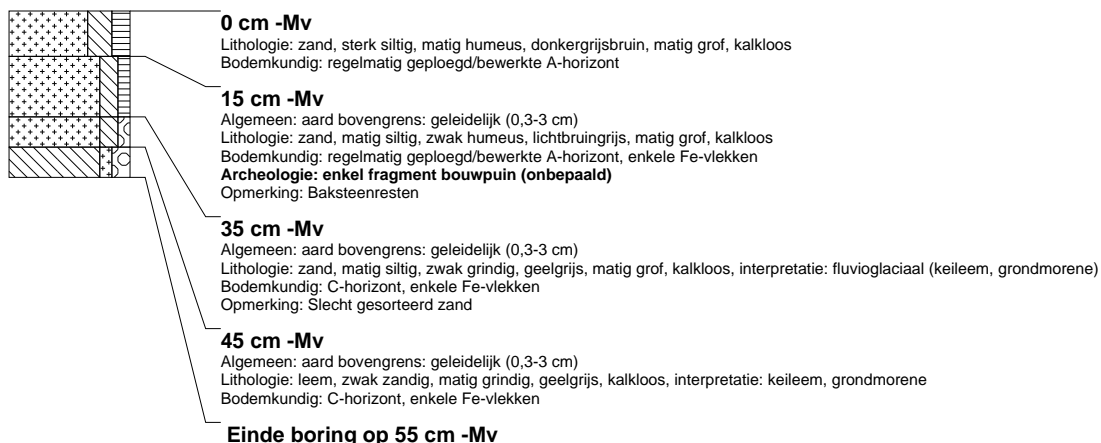 0 cm -Mv
Lithologie: zand, sterk siltig, matig humeus, donkergrijsbruin, matig grof, kalkloos
Bodemkundig: regelmatig geploegd/bewerkte A-horizont
15 cm -Mv
Algemeen: aard bovengrens: geleidelijk (0,3-3 cm)
Lithologie: zand, matig siltig, zwak humeus, lichtbruingrijs, matig grof, kalkloos
Bodemkundig: regelmatig geploegd/bewerkte A-horizont, enkele Fe-vlekken
Archeologie: enkel fragment bouwpuin (onbepaald)
Opmerking: Baksteenresten
35 cm -Mv
Algemeen: aard bovengrens: geleidelijk (0,3-3 cm)
Lithologie: zand, matig siltig, zwak grindig, geelgrijs, matig grof, kalkloos, interpretatie: fluvioglaciaal (keileem, grondmorene)
Bodemkundig: C-horizont, enkele Fe-vlekken
Opmerking: Slecht gesorteerd zand
45 cm -Mv
Algemeen: aard bovengrens: geleidelijk (0,3-3 cm)
Lithologie: leem, zwak zandig, matig grindig, geelgrijs, kalkloos, interpretatie: keileem, grondmorene
Bodemkundig: C-horizont, enkele Fe-vlekken
Einde boring op 55 cm -Mv